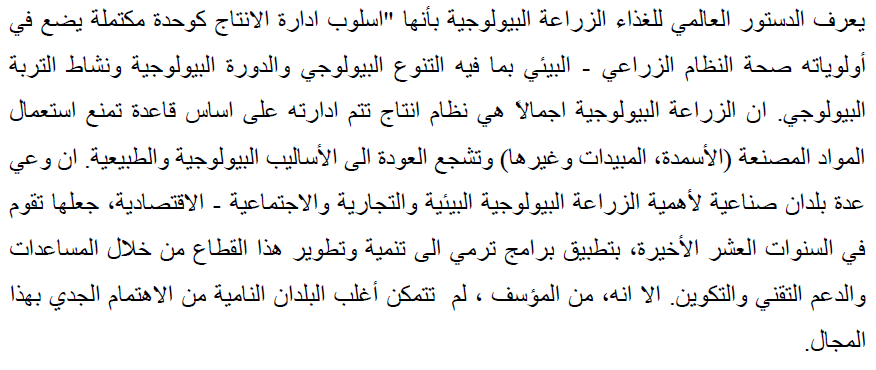 يعرف الدستور العالمي للغذاء الزراعة البيولوجية بأنها "اسلوب ادارة الانتاج كوحدة مكتملة يضع في
أولوياته صحة النظام الزراعي - البيئي بما فيه التنوع البيولوجي والدورة البيولوجية ونشاط التربة
البيولوجي. ان الزراعة البيولوجية اجمالاً هي نظام انتاج تتم ادارته على اساس قاعدة تمنع استعمال
المواد المصنعة (الأسمدة، المبيدات وغيرها) وتشجع العودة الى الأساليب البيولوجية والطبيعية. ان وعي
عدة بلدان صناعية لأهمية الزراعة البيولوجية البيئية والتجارية والاجتماعية - الاقتصادية، جعلها تقوم
في السنوات العشر الأخيرة، بتطبيق برامج ترمي الى تنمية وتطوير هذا القطاع من خلال المساعدات
والدعم التقني والتكوين. الا انه، من المؤسف ، لم تتمكن أغلب البلدان النامية من الاهتمام الجدي بهذا
المجال.